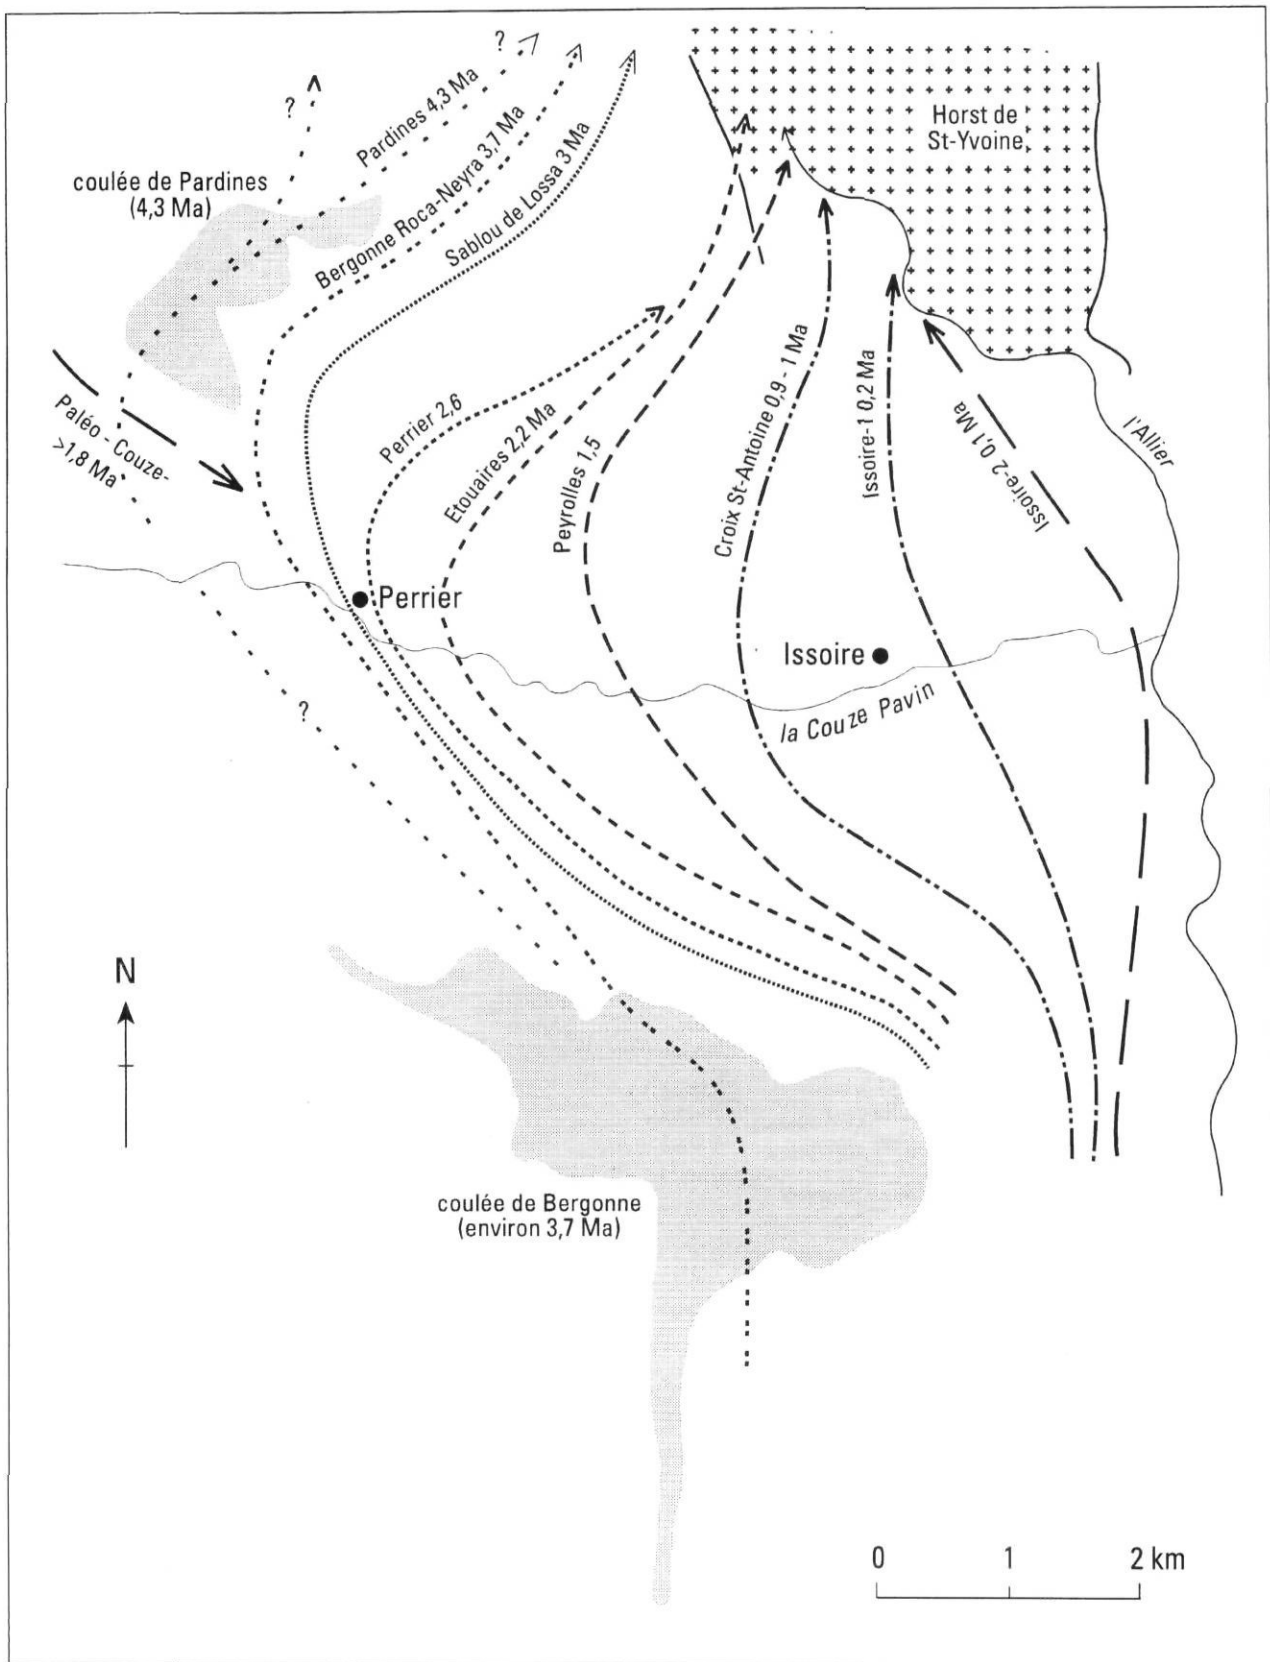 ?
?
Pardines 4,3 Ma
Bergonne Roca-Neyra 3,7 Ma
Sablou de Lossa 3 Ma
Horst de
St-Yvoine
coulée de Pardines
(4,3 Ma)
Paléo - Couze-
>1,8 Ma
Perrier 2,6
Etouaires 2,2 Ma
Peyrolles 1,5
Croix St-Antoine 0,9 - 1 Ma
Issoire-1 0,2 Ma
Issoire-2 0,1 Ma
l'Allier
Perrier
Issoire
la Couze Pavin
?
N
coulée de Bergonne
(environ 3,7 Ma)
0 1 2 km